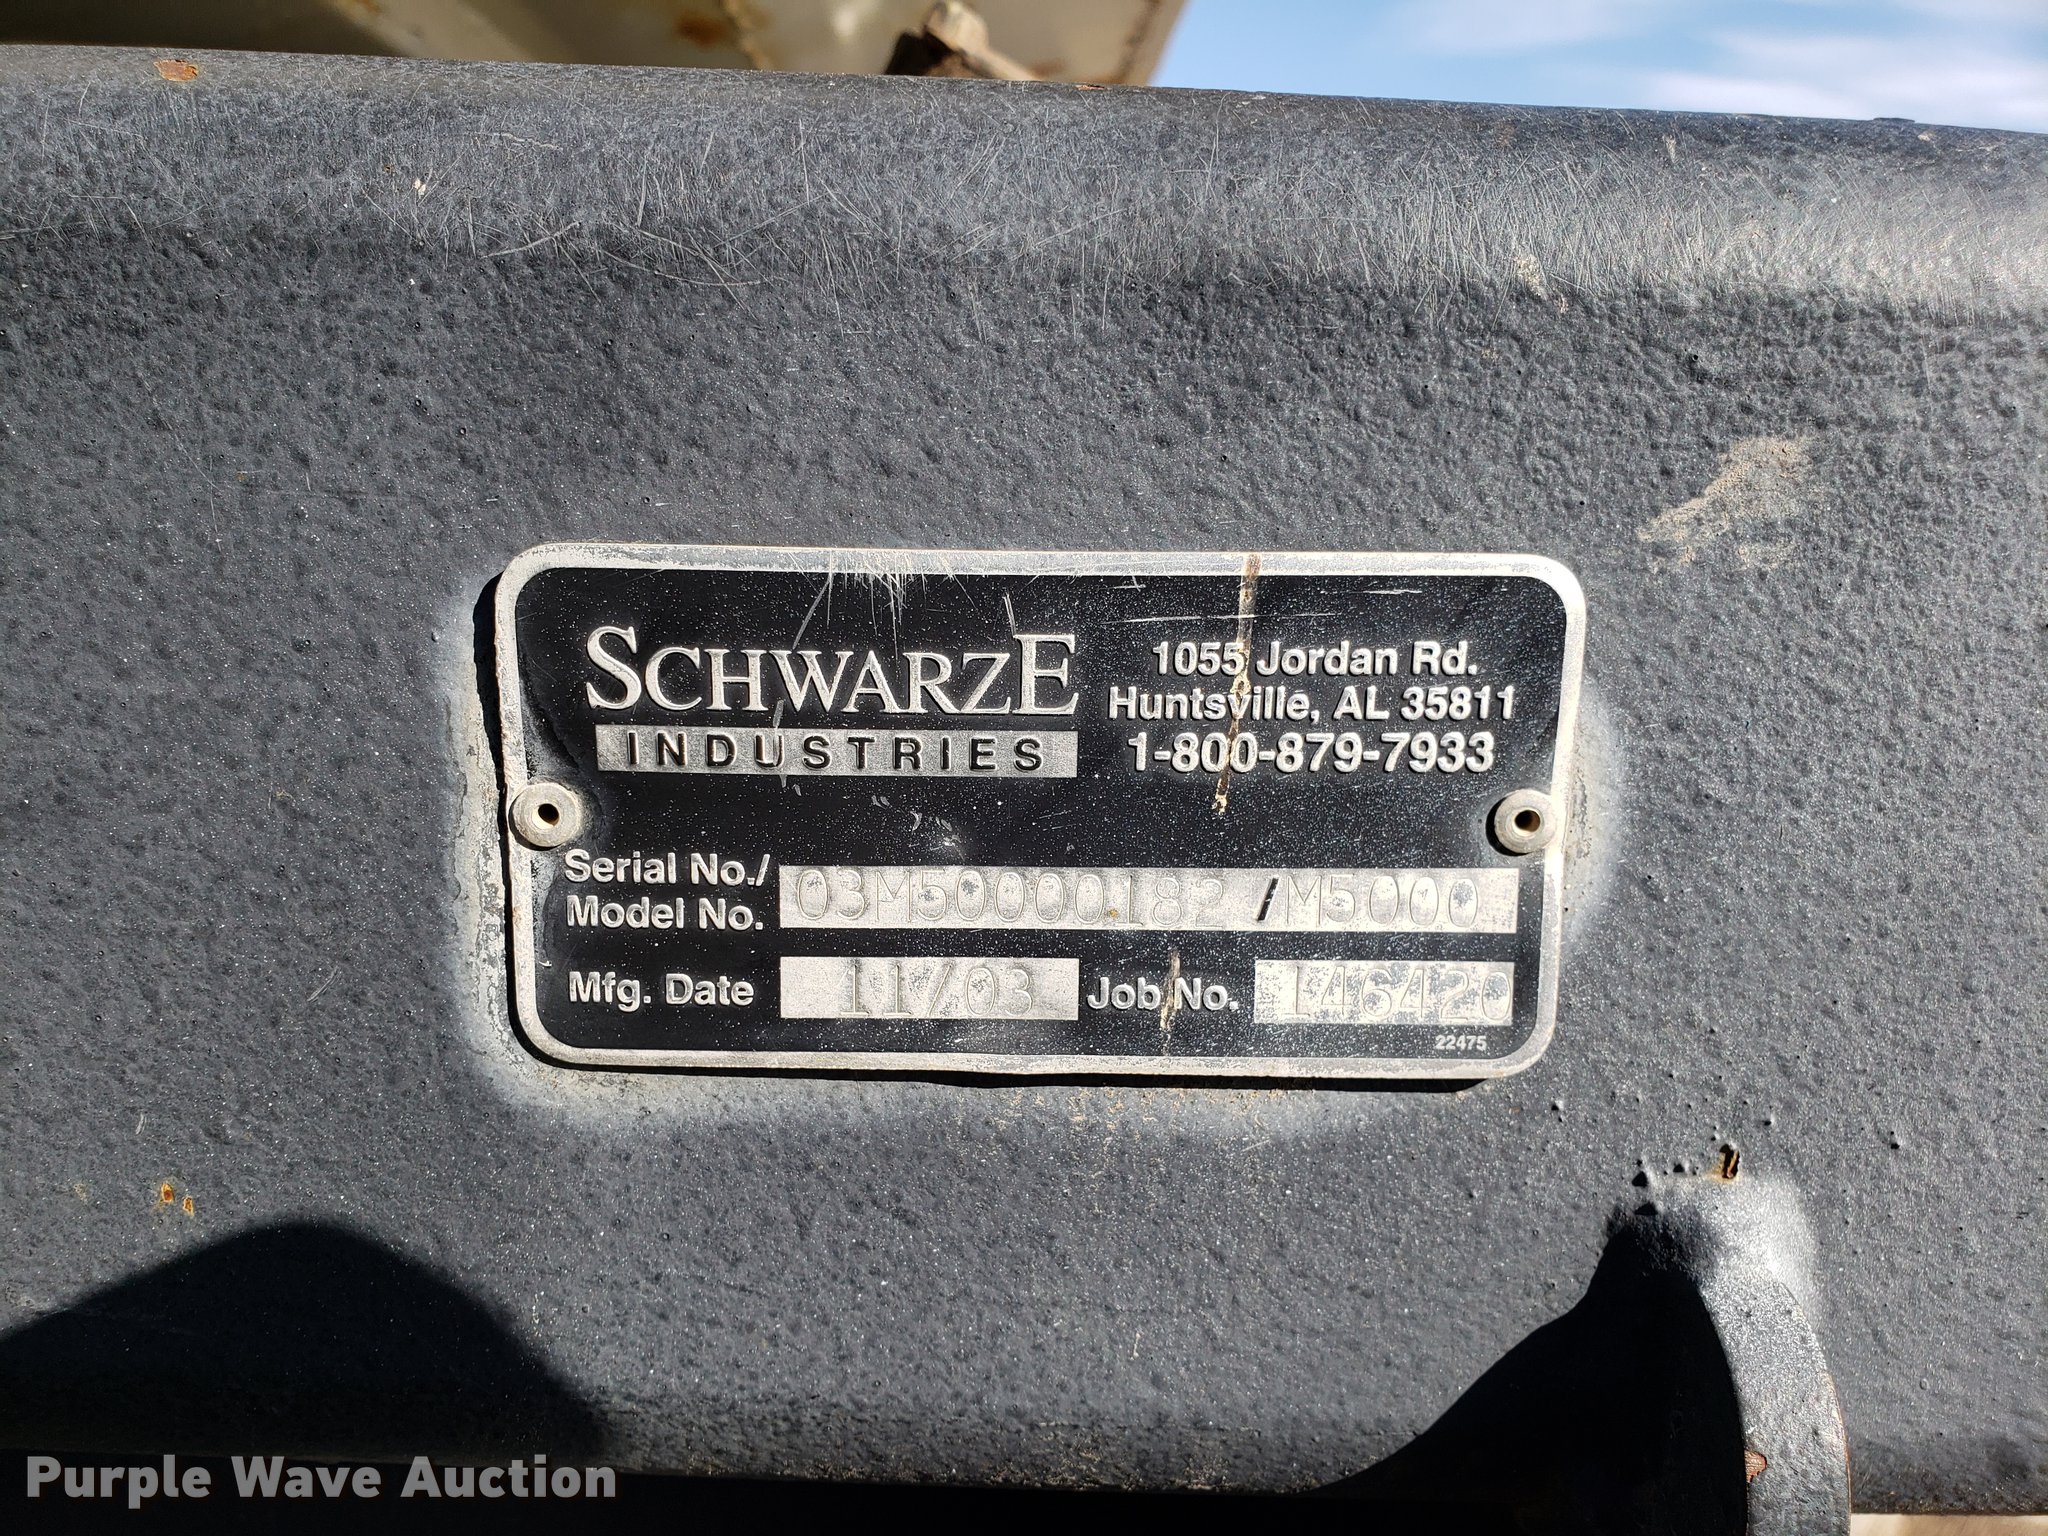 SCHWARZE
INDUSTRIES
1055 Jordan Rd.
Huntsville, AL 35811
1-800-879-7933
Serial No./
Model No.
03M50000182 /M5000
Mfg. Date 11/03 Job No. 146420
22475
Purple Wave Auction